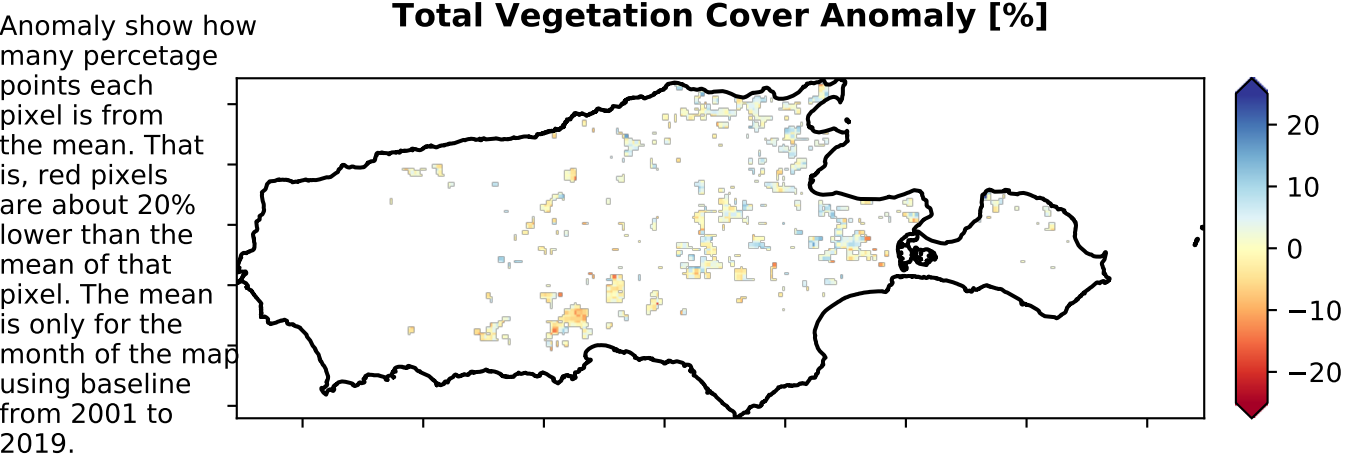 Total Vegetation Cover Anomaly [%]
Anomaly show how
many percetage
points each
pixel is from
the mean. That
is, red pixels
are about 20%
lower than the
mean of that
pixel. The mean
is only for the
month of the map
using baseline
from 2001 to
2019.
20
10
0
−10
−20